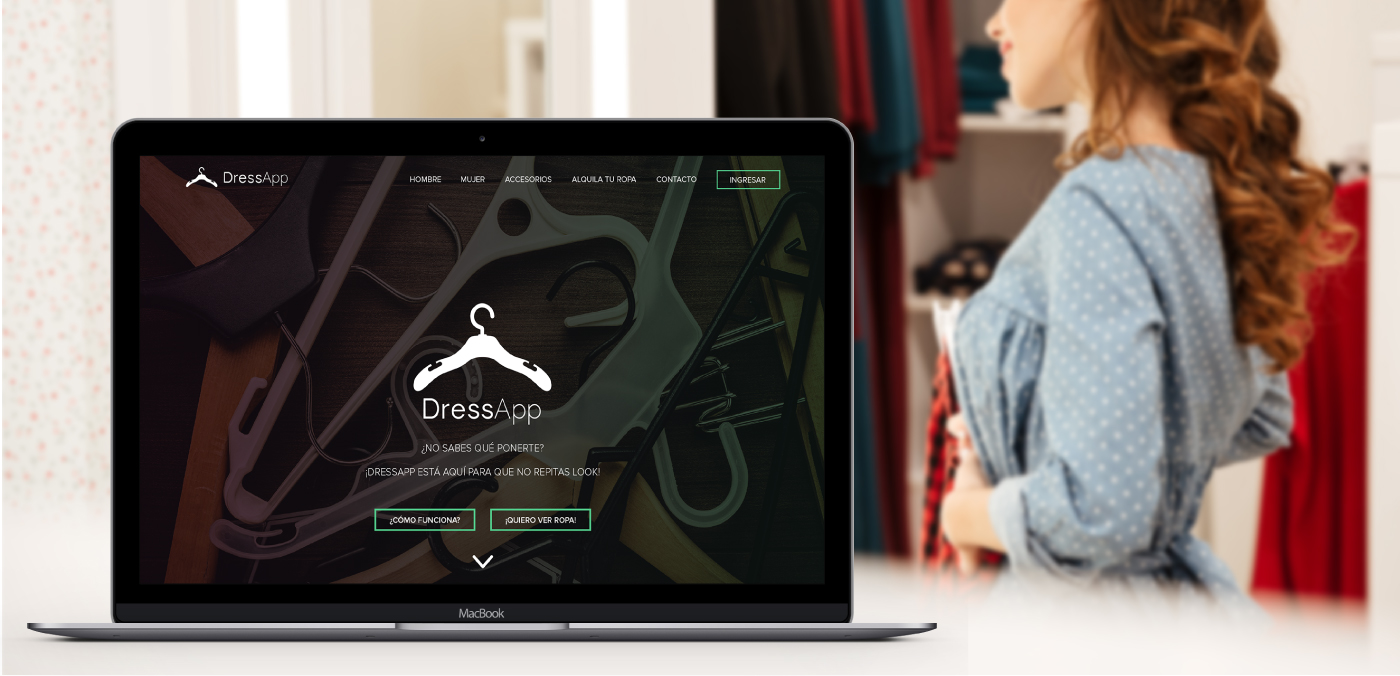 DressApp
HOMBRE MUJER ACCESORIOS ALQUILA TU ROPA CONTACTO INGRESAR
DressApp
¿NO SABES QUÉ PONERTE?
¡DRESSAPP ESTÁ AQUÍ PARA QUE NO REPITAS LOOK!
¿CÓMO FUNCIONA? ¡QUIERO VER ROPA!
MacBook